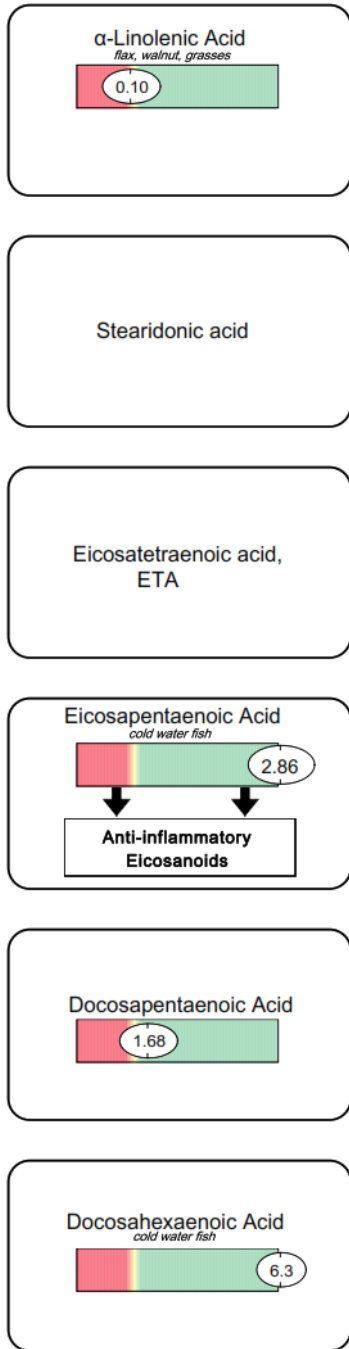 α-Linolenic Acid
flax, walnut, grasses
0.10
Stearidonic acid
Eicosatetraenoic acid,
ETA
Eicosapentaenoic Acid
cold water fish
2.86
Anti-inflammatory
Eicosanoids
Docosapentaenoic Acid
1.68
Docosahexaenoic Acid
cold water fish
6.3